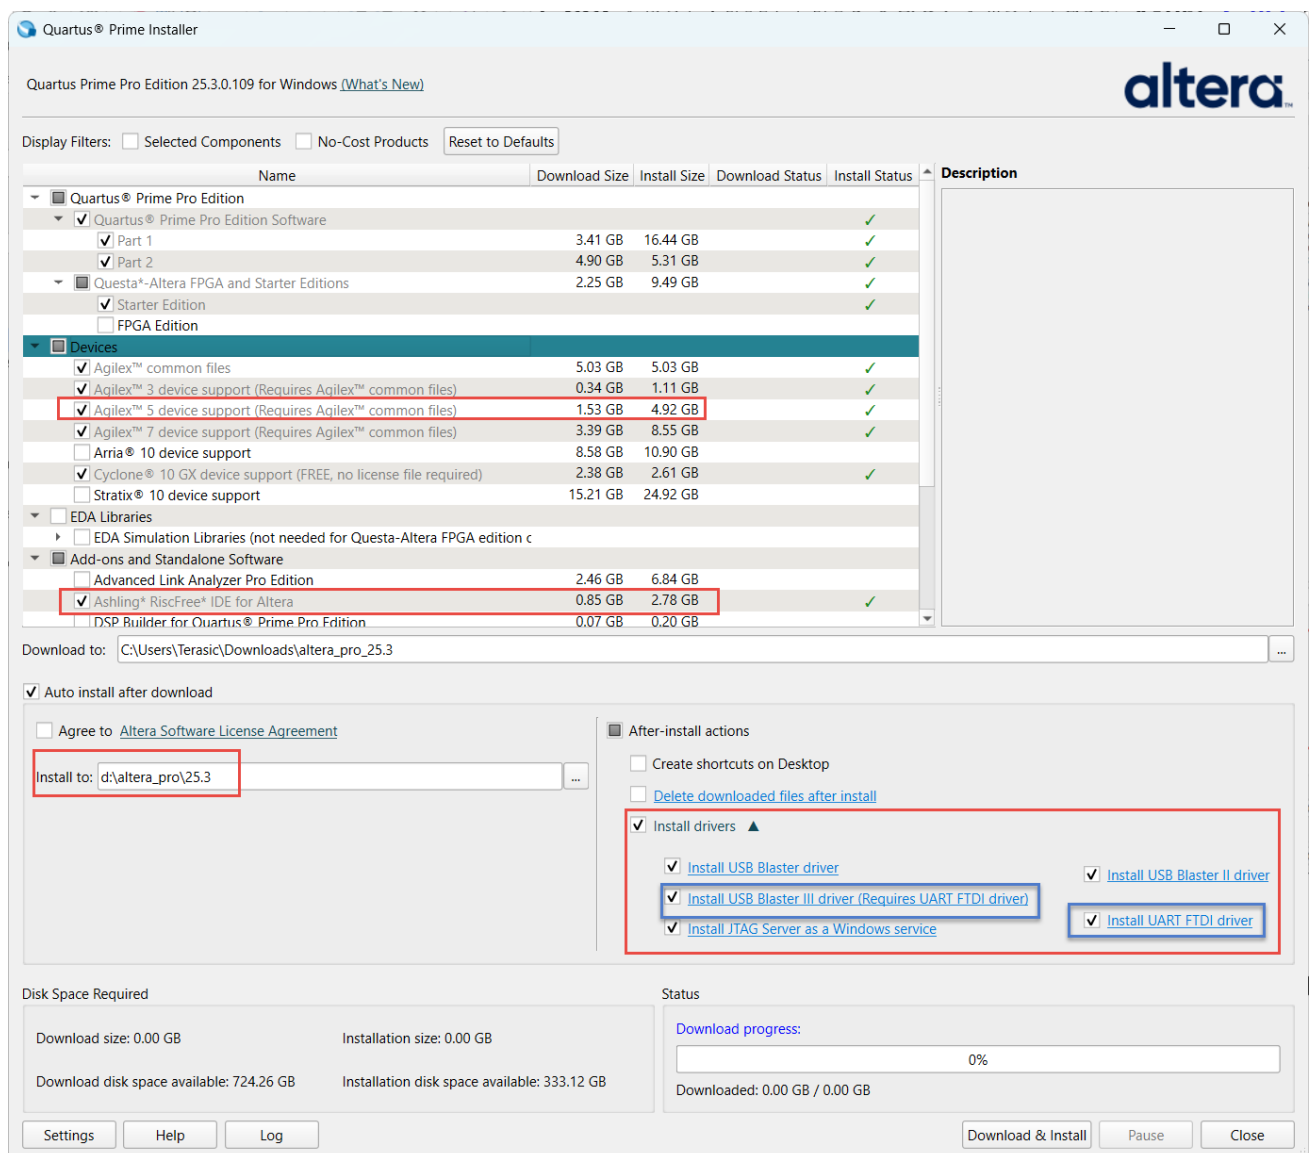 Quartus® Prime Installer
Quartus Prime Pro Edition 25.3.0.109 for Windows (What's New)
altera™
Display Filters: Selected Components No-Cost Products Reset to Defaults
Name Download Size Install Size Download Status Install Status Description
Quartus® Prime Pro Edition
Quartus® Prime Pro Edition Software
Part 1 3.41 GB 16.44 GB
Part 2 4.90 GB 5.31 GB
Questa*-Altera FPGA and Starter Editions 2.25 GB 9.49 GB
Starter Edition
FPGA Edition
Devices
Agilex™ common files 5.03 GB 5.03 GB
Agilex™ 3 device support (Requires Agilex™ common files) 0.34 GB 1.11 GB
Agilex™ 5 device support (Requires Agilex™ common files) 1.53 GB 4.92 GB
Agilex™ 7 device support (Requires Agilex™ common files) 3.39 GB 8.55 GB
Arria® 10 device support 8.58 GB 10.90 GB
Cyclone® 10 GX device support (FREE, no license file required) 2.38 GB 2.61 GB
Stratix® 10 device support 15.21 GB 24.92 GB
EDA Libraries
EDA Simulation Libraries (not needed for Questa-Altera FPGA edition c
Add-ons and Standalone Software
Advanced Link Analyzer Pro Edition 2.46 GB 6.84 GB
Ashling* RiscFree* IDE for Altera 0.85 GB 2.78 GB
DSP Builder for Quartus® Prime Pro Edition 0.07 GB 0.20 GB
Download to: C:\Users\Terasic\Downloads\altera_pro_25.3 ...
Auto install after download
Agree to Altera Software License Agreement
Install to: d:\altera_pro\25.3 ...
After-install actions
Create shortcuts on Desktop
Delete downloaded files after install
Install drivers ▲
Install USB Blaster driver
Install USB Blaster II driver
Install USB Blaster III driver (Requires UART FTDI driver)
Install UART FTDI driver
Install JTAG Server as a Windows service
Disk Space Required
Download size: 0.00 GB Installation size: 0.00 GB
Download disk space available: 724.26 GB Installation disk space available: 333.12 GB
Status
Download progress:
0%
Downloaded: 0.00 GB / 0.00 GB
Settings Help Log Download & Install Pause Close